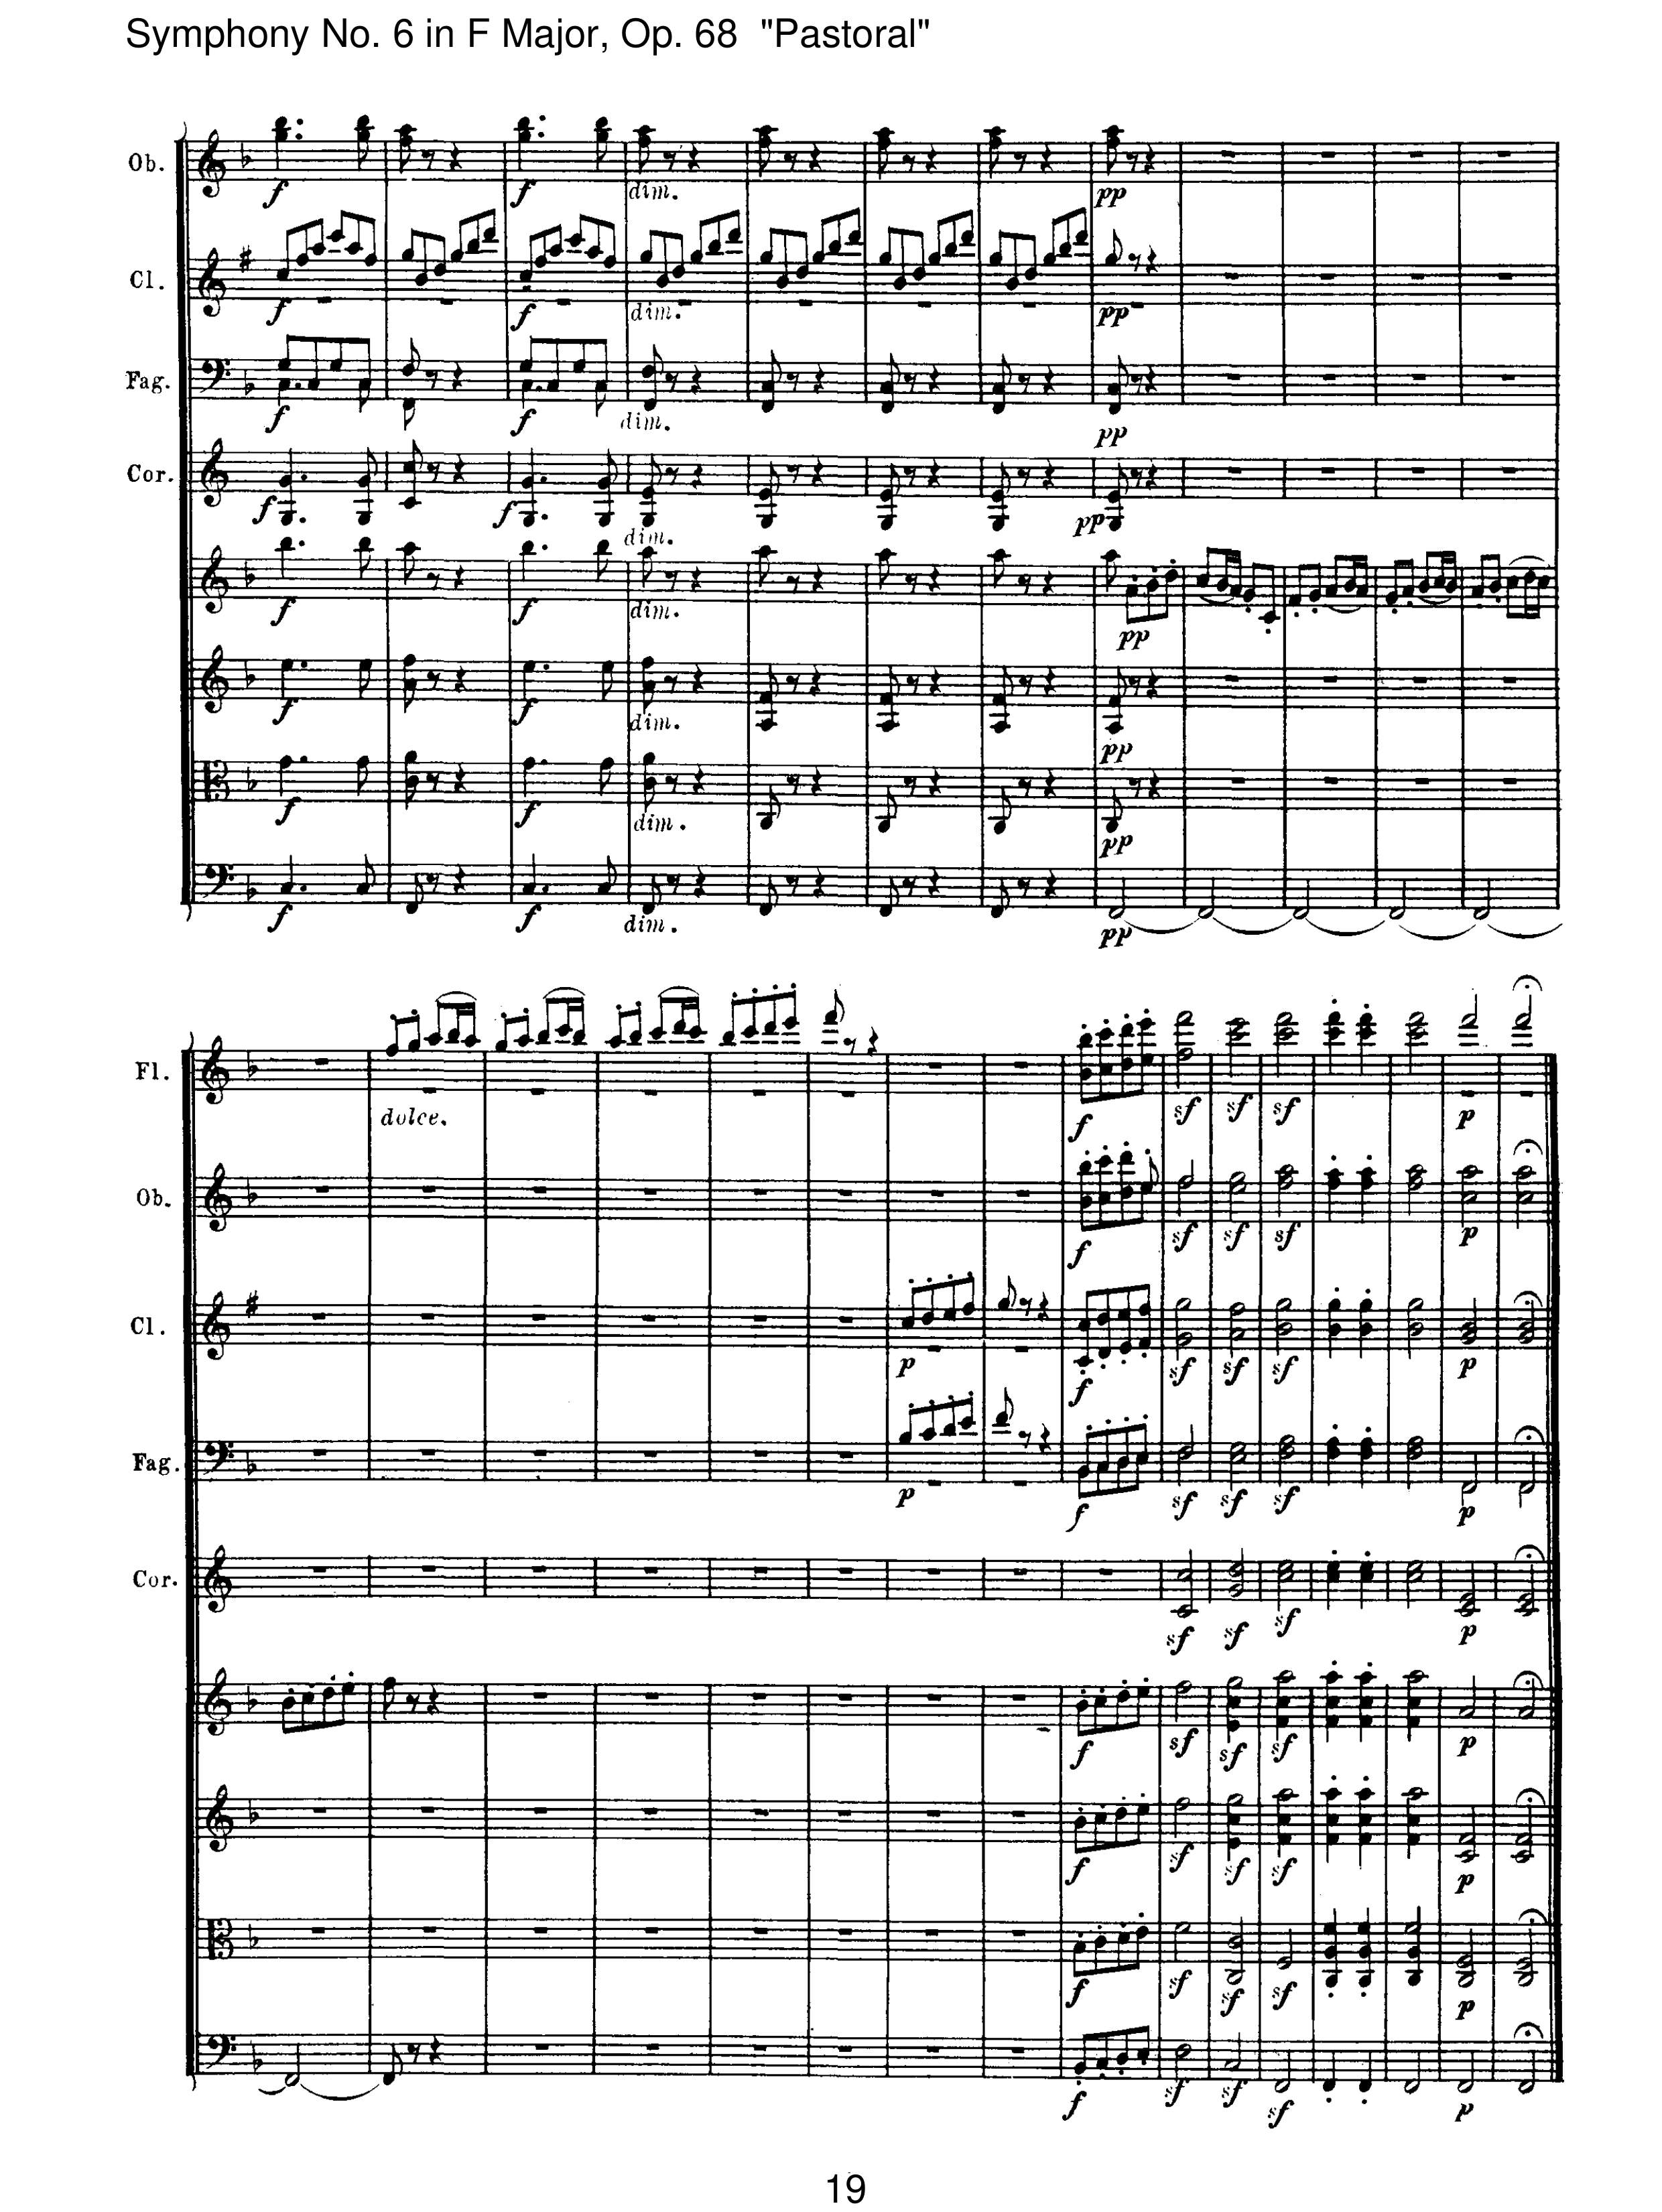 Symphony No. 6 in F Major, Op. 68 "Pastoral"
Ob.
f f dim. pp
Cl.
f f dim. pp
Fag.
f f dim. pp
Cor.
f f dim. pp
f f dim. pp
f f dim. pp
f f dim. pp
f f dim. pp
Fl.
dolce. f sf sf sf p
Ob.
f sf sf sf p
Cl.
p f sf sf sf p
Fag.
p f sf sf sf p
Cor.
sf sf sf p
f sf sf sf p
f sf sf sf p
f sf sf sf p
f sf sf sf p
19